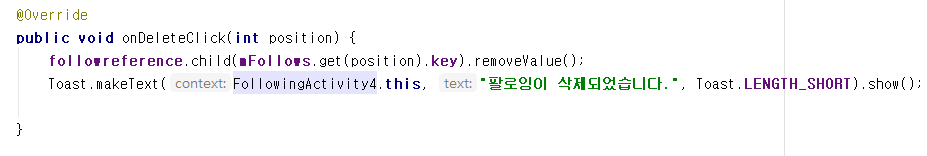 @Override
public void onDeleteClick(int position) {
followreference.child(mFollows.get(position).key).removeValue();
Toast.makeText( context: FollowingActivity4.this, text: "팔로잉이 삭제되었습니다.", Toast.LENGTH_SHORT).show();
}